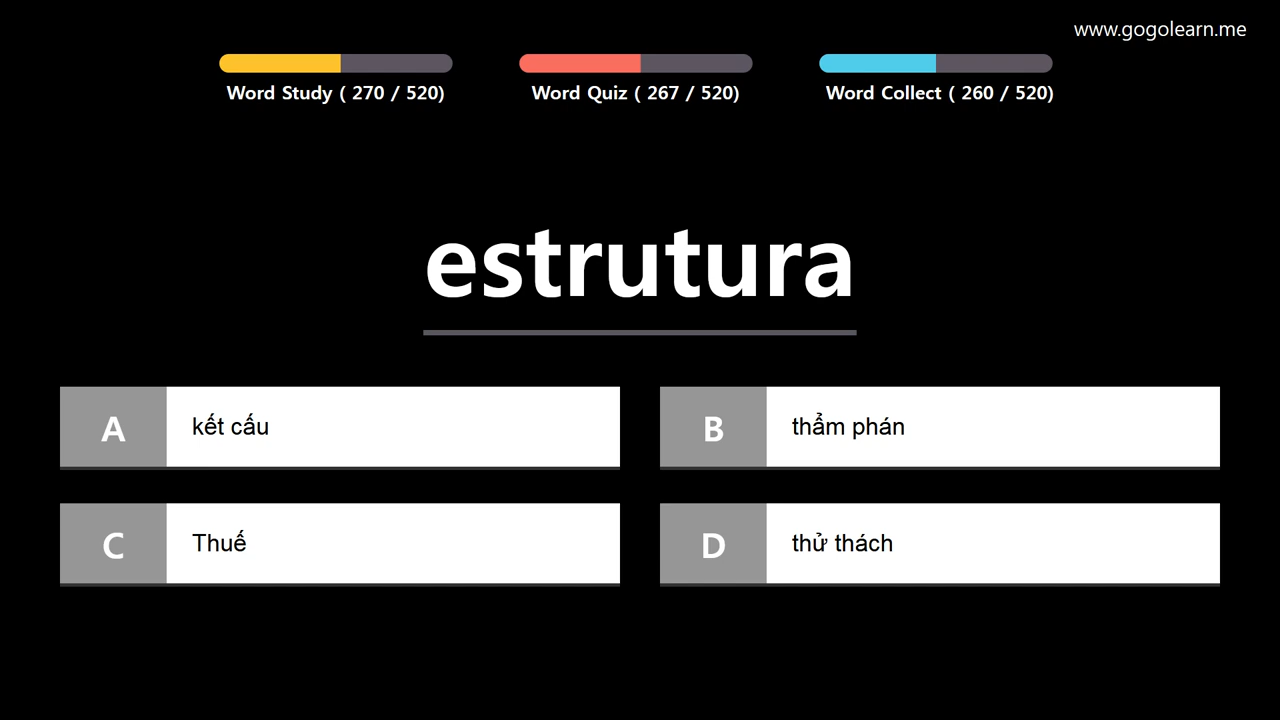 www.gogolearn.me
Word Study ( 270 / 520)
Word Quiz ( 267 / 520)
Word Collect ( 260 / 520)
estrutura
A
kết cấu
B
thẩm phán
C
Thuế
D
thử thách